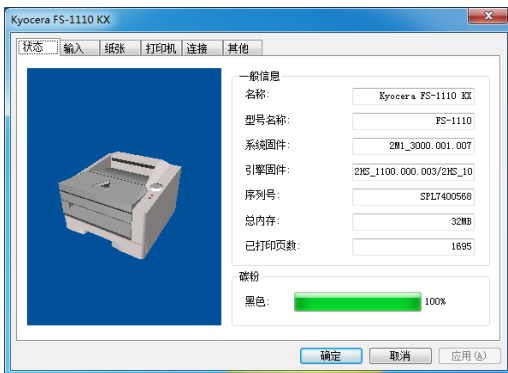 Kyocera FS-1110 KX
状态 输入 纸张 打印机 连接 其他
一般信息
名称: Kyocera FS-1110 KX
型号名称: FS-1110
系统固件: 2M1_3000.001.007
引擎固件: 2HS_1100.000.003/2HS_10
序列号: SPL7400568
总内存: 32MB
已打印页数: 1695
碳粉
黑色: 100%
确定 取消 应用(A)